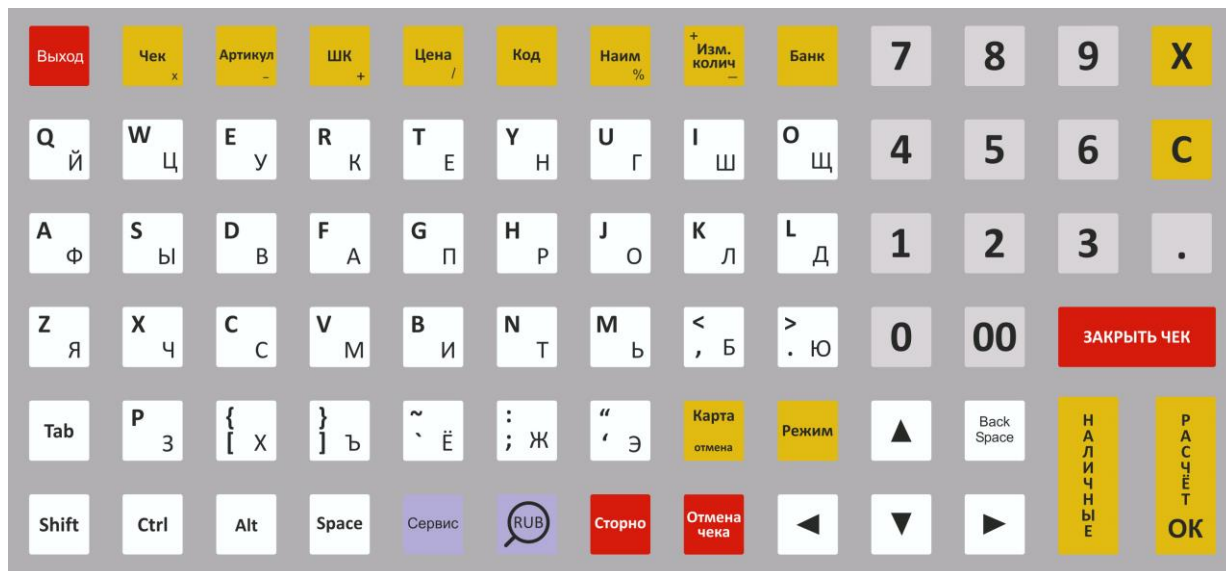 Выход Чек x Артикул – ШК + Цена / Код Наим % + Изм. колич – Банк 7 8 9 X
Q Й W Ц E У R К T Е Y Н U Г I Ш O Щ 4 5 6 C
A Ф S Ы D В F А G П H Р J О K Л L Д 1 2 3 .
Z Я X Ч C С V М B И N Т M Ь < , Б > . Ю 0 00 ЗАКРЫТЬ ЧЕК
Tab P З { [ Х } ] Ъ ~ ` Ё : ; Ж “ ‘ Э Карта отмена Режим ▲ Back Space НАЛИЧНЫЕ РАСЧЁТ ОК
Shift Ctrl Alt Space Сервис RUB Сторно Отмена чека ◄ ▼ ►